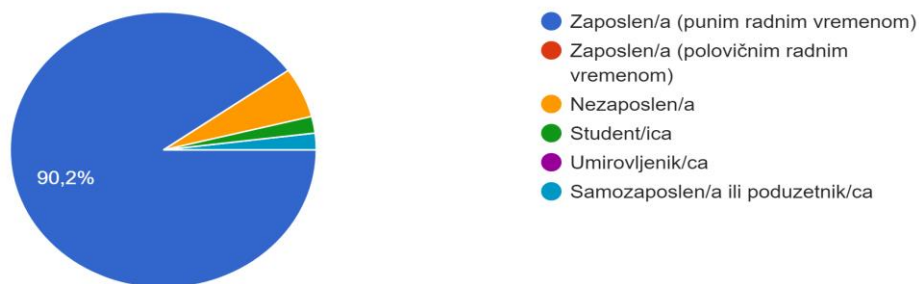 90,2%
Zaposlen/a (punim radnim vremenom)
Zaposlen/a (polovičnim radnim
vremenom)
Nezaposlen/a
Student/ica
Umirovljenik/ca
Samozaposlen/a ili poduzetnik/ca